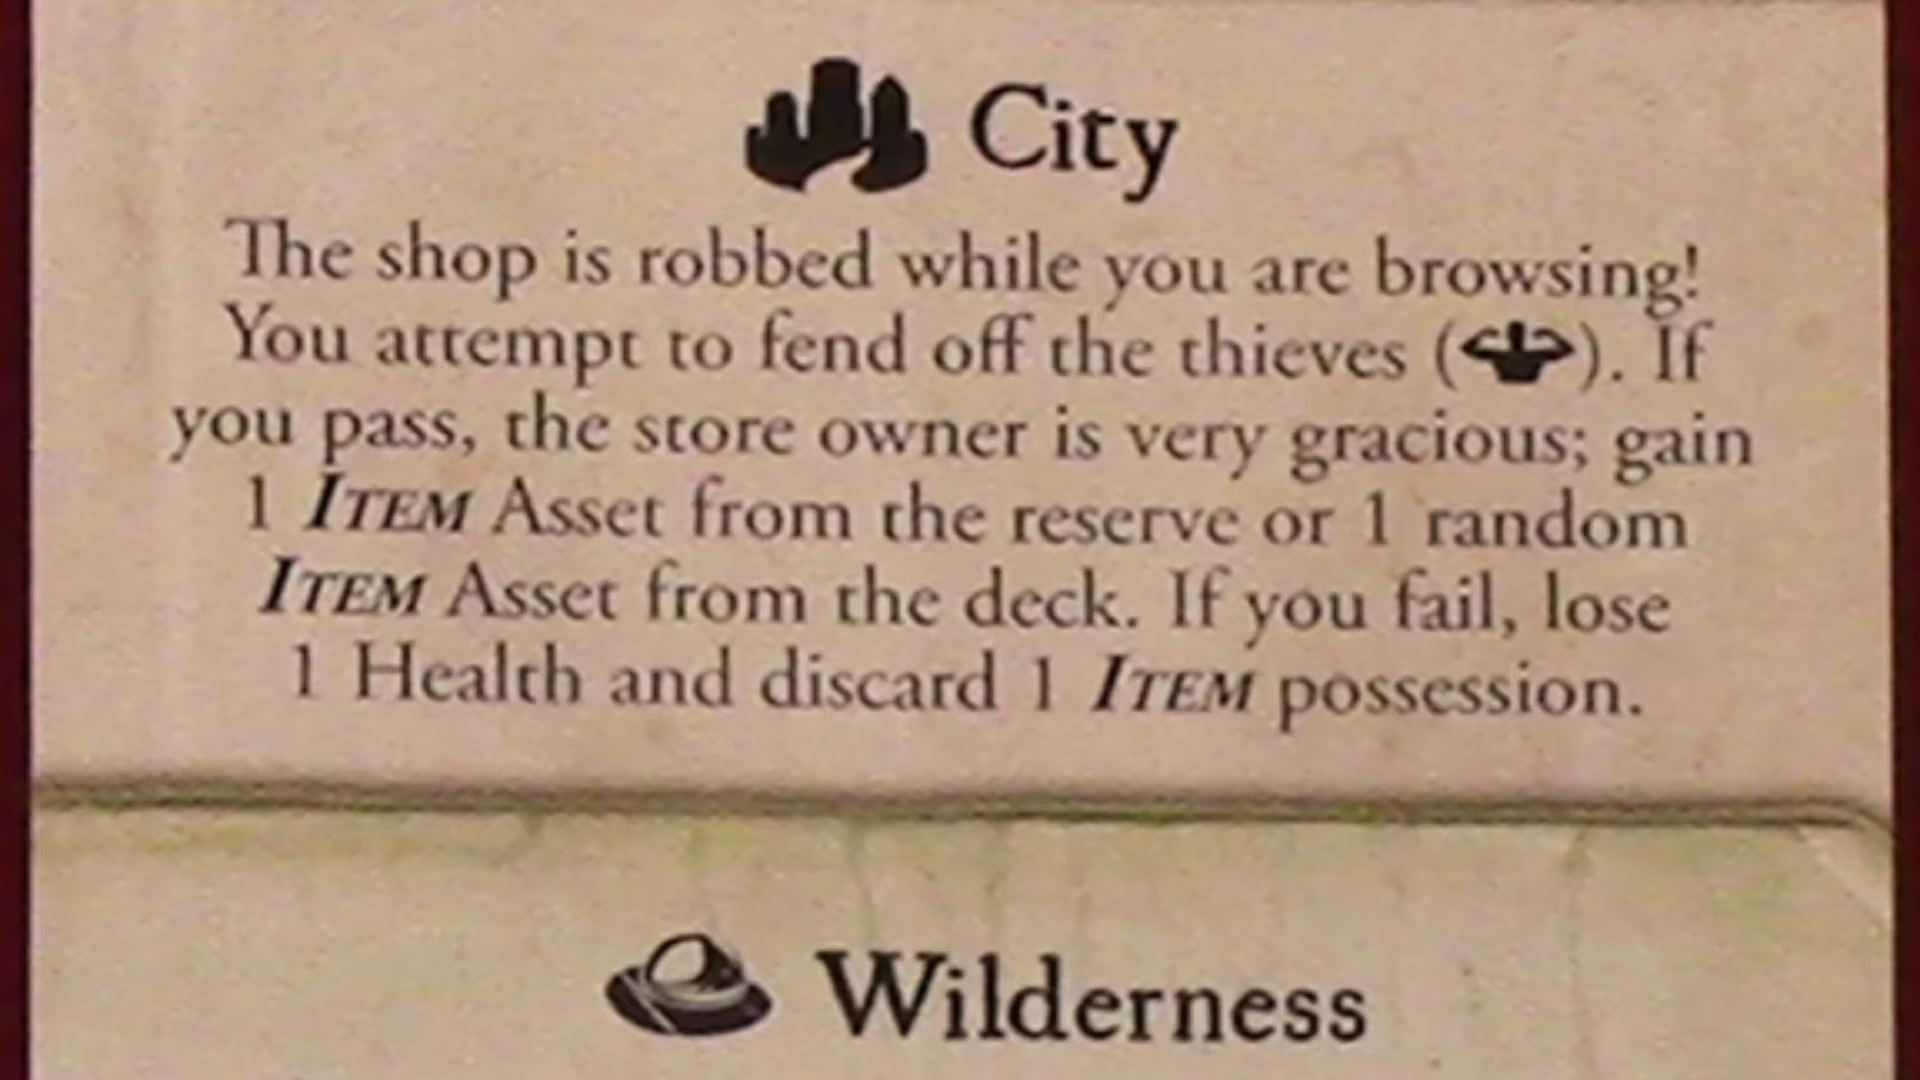 City
The shop is robbed while you are browsing!
You attempt to fend off the thieves ( ). If
you pass, the store owner is very gracious; gain
1 ITEM Asset from the reserve or 1 random
ITEM Asset from the deck. If you fail, lose
1 Health and discard 1 ITEM possession.
Wilderness